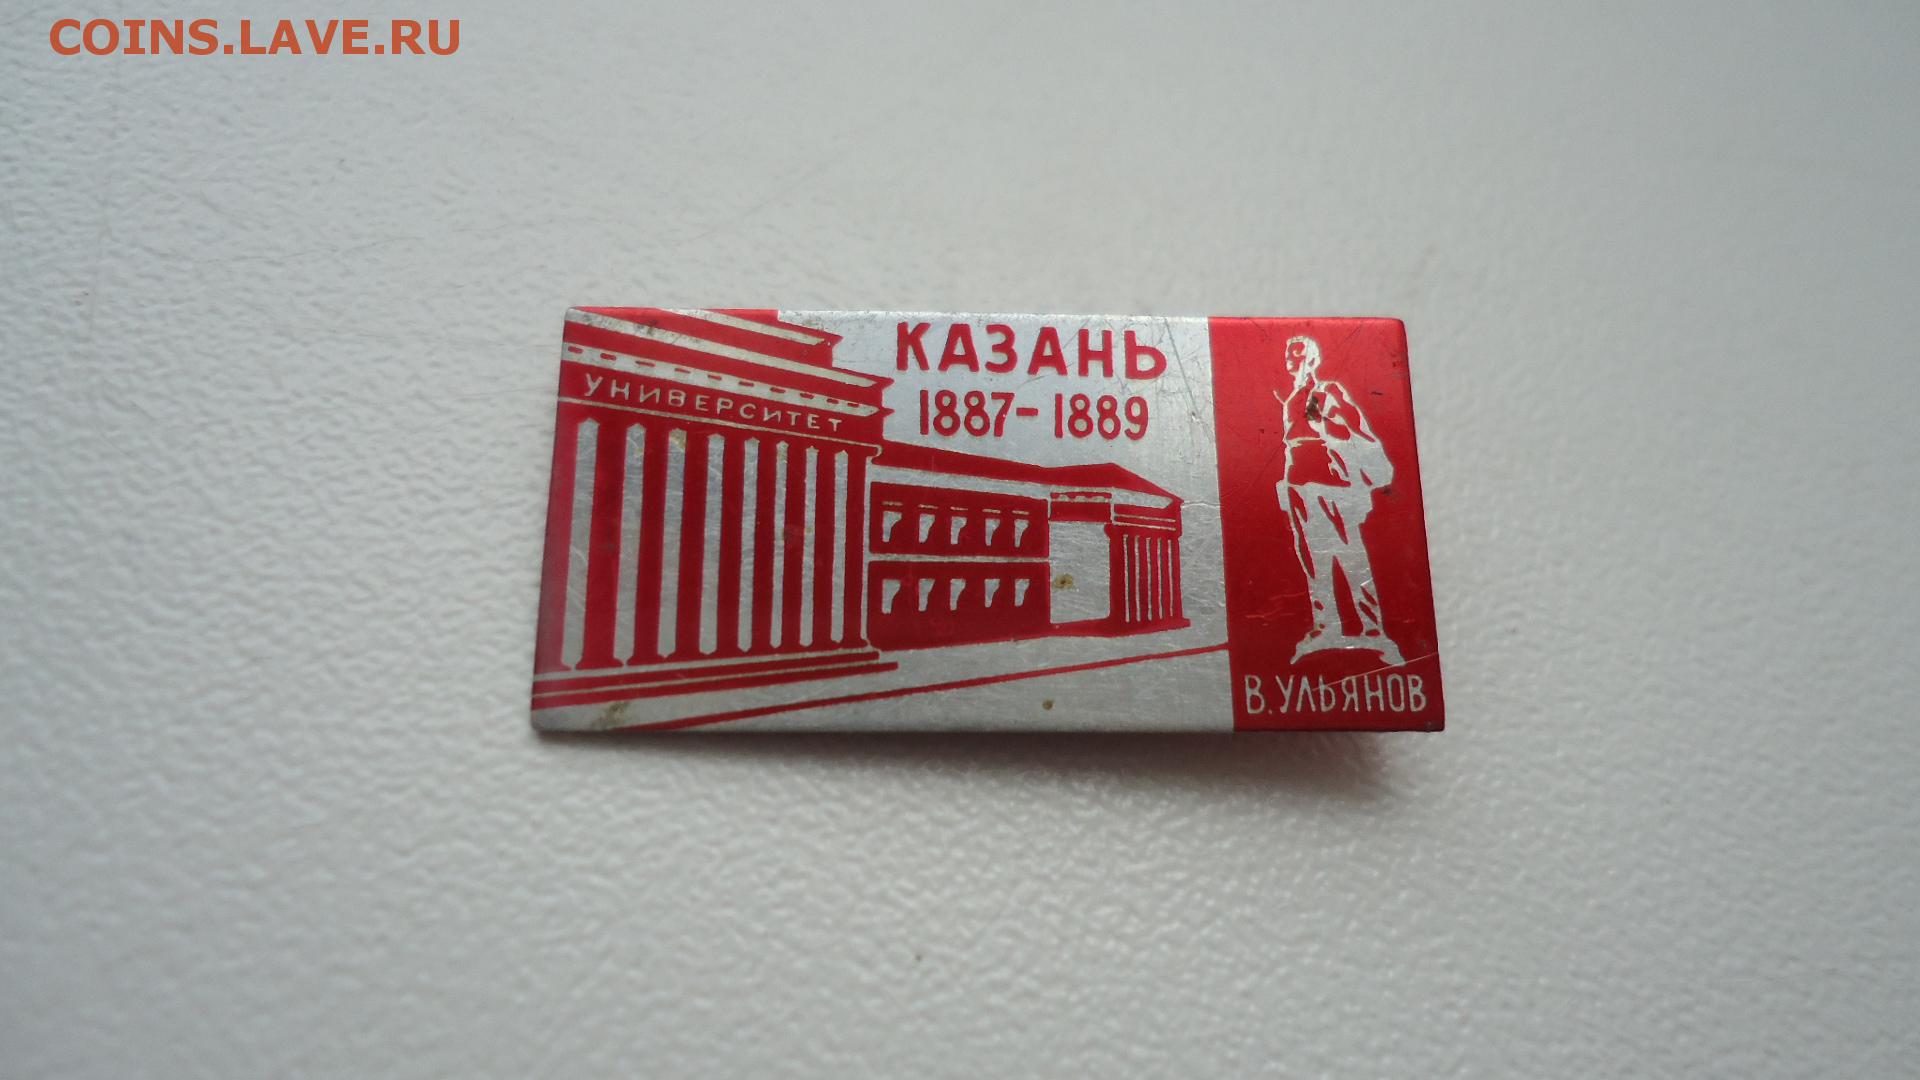 COINS.LAVE.RU
КАЗАНЬ
1887-1889
УНИВЕРСИТЕТ
В.УЛЬЯНОВ